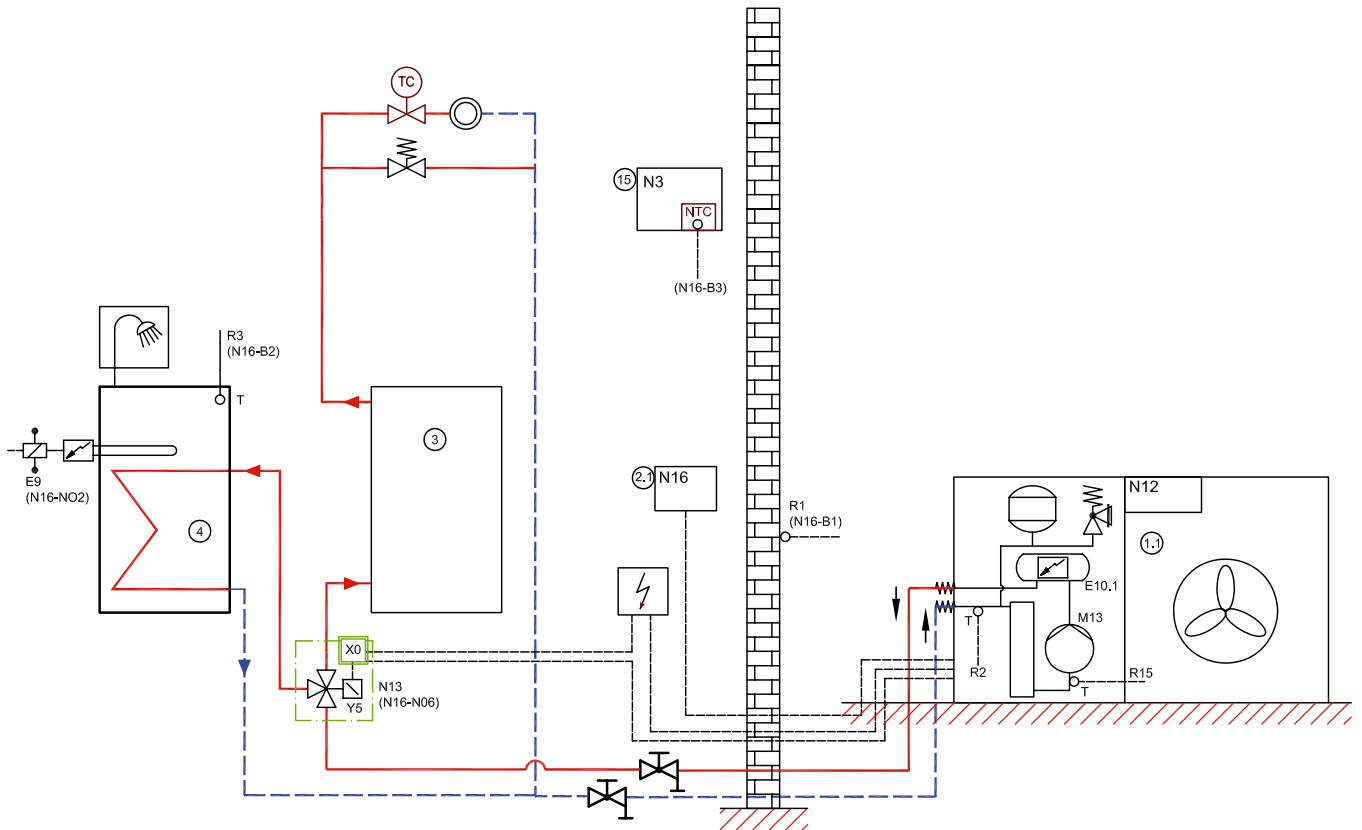 TC
15
N3
NTC
(N16-B3)
R3
(N16-B2)
T
3
E9
(N16-NO2)
4
2.1
N16
R1
(N16-B1)
N12
1.1
E10.1
M13
T
R2
R15
T
X0
N13
(N16-N06)
Y5